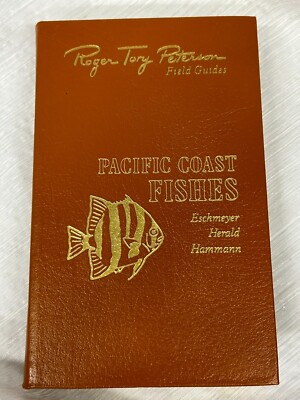 Roger Tory Peterson
Field Guides
PACIFIC COAST
FISHES
Eschmeyer
Herald
Hammann